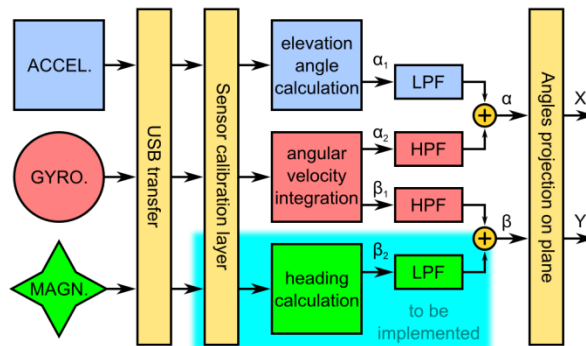 ACCEL.
GYRO.
MAGN.
USB transfer
Sensor calibration layer
elevation
angle
calculation
α₁
LPF
angular
velocity
integration
α₂
HPF
β₁
HPF
heading
calculation
β₂
LPF
to be
implemented
α
β
Angles projection on plane
X
Y